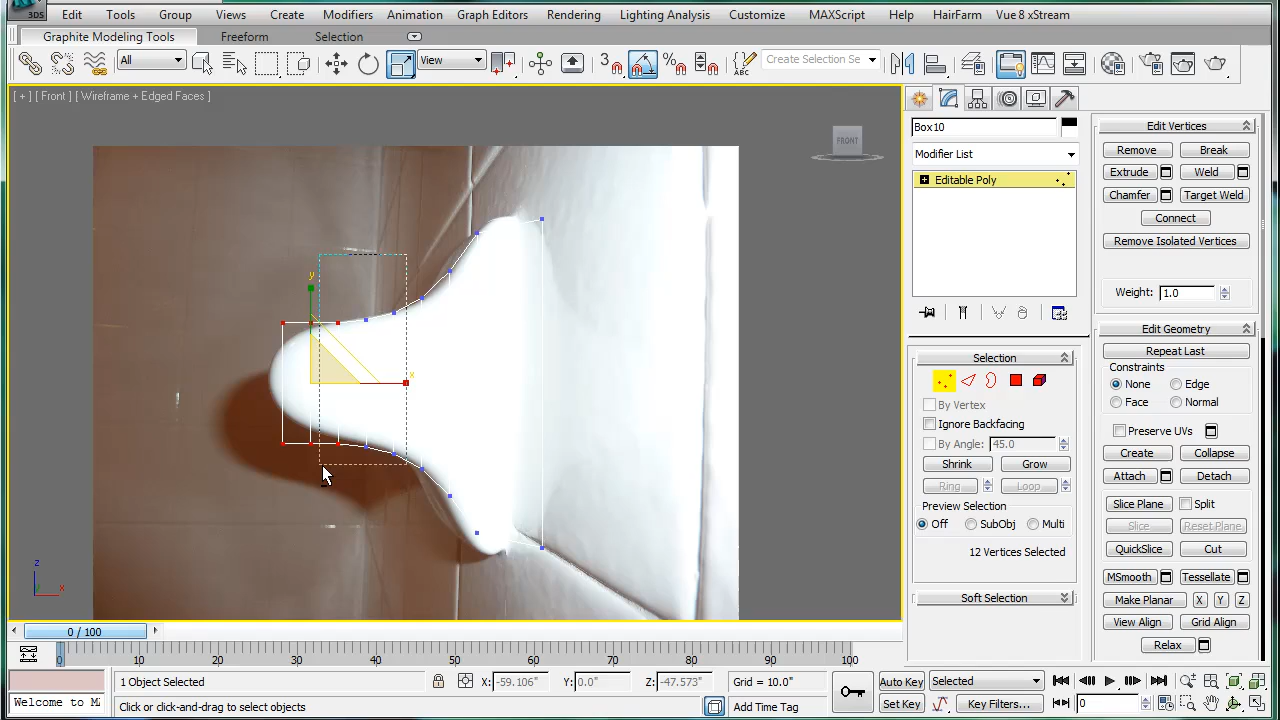 3DS Edit Tools Group Views Create Modifiers Animation Graph Editors Rendering Lighting Analysis Customize MAXScript Help HairFarm Vue 8 xStream
Graphite Modeling Tools Freeform Selection
All View 3 ABC Create Selection Se
[ + ] [ Front ] [ Wireframe + Edged Faces ]
FRONT
y
x
z
x
Box10
Modifier List
Editable Poly
Selection
By Vertex
Ignore Backfacing
By Angle: 45.0
Shrink Grow
Ring Loop
Preview Selection
Off SubObj Multi
12 Vertices Selected
Soft Selection
Edit Vertices
Remove Break
Extrude Weld
Chamfer Target Weld
Connect
Remove Isolated Vertices
Weight: 1.0
Edit Geometry
Repeat Last
Constraints
None Edge
Face Normal
Preserve UVs
Create Collapse
Attach Detach
Slice Plane Split
Slice Reset Plane
QuickSlice Cut
MSmooth Tessellate
Make Planar X Y Z
View Align Grid Align
Relax
0 / 100
0 10 20 30 40 50 60 70 80 90 100
1 Object Selected X: -59.106" Y: 0.0" Z: -47.573" Grid = 10.0" Auto Key Selected
Welcome to M Click or click-and-drag to select objects Add Time Tag Set Key Key Filters... 0